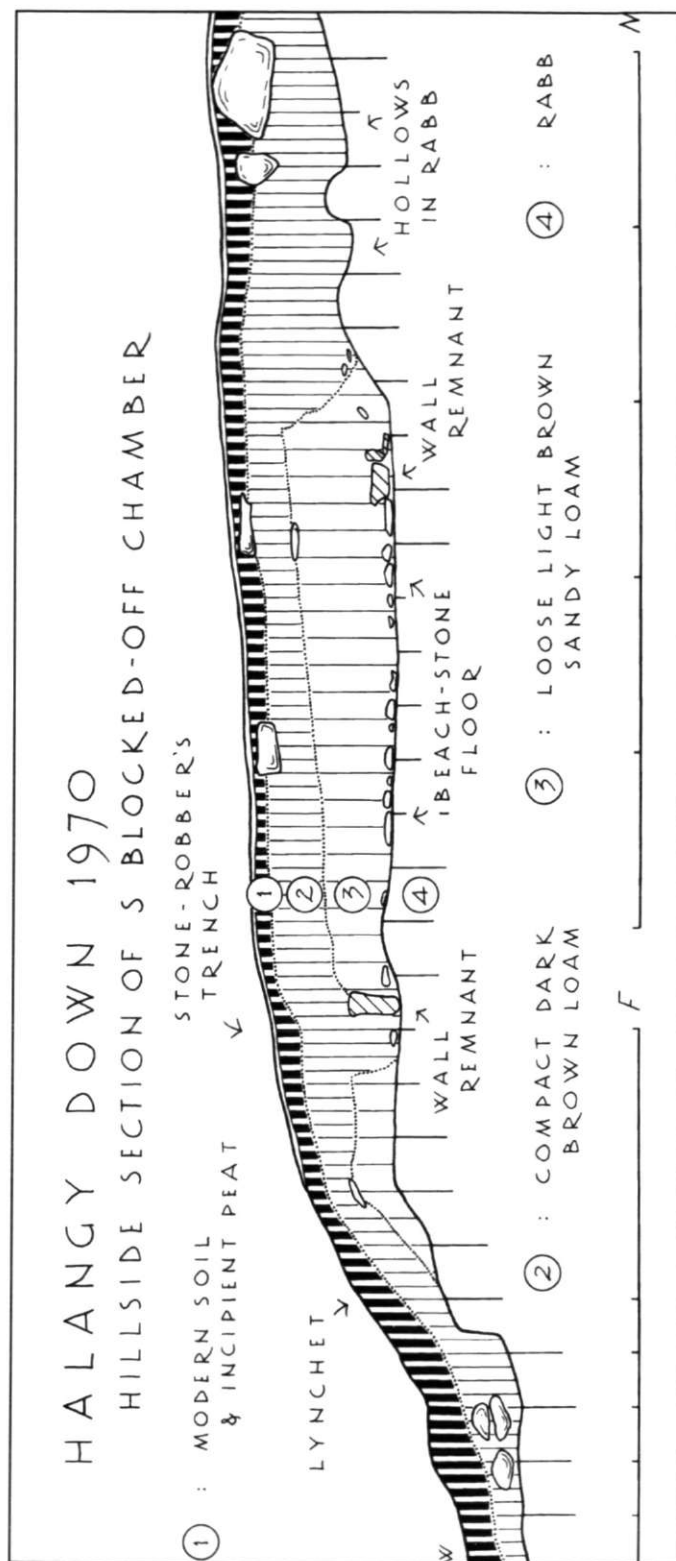 HALANGY DOWN 1970
HILLSIDE SECTION OF S BLOCKED-OFF CHAMBER
① : MODERN SOIL
& INCIPIENT PEAT
STONE-ROBBER'S
TRENCH
LYNCHET
W
①
②
③
④
WALL
REMNANT
BEACH-STONE
FLOOR
WALL
REMNANT
HOLLOWS
IN RABB
② : COMPACT DARK
BROWN LOAM
③ : LOOSE LIGHT BROWN
SANDY LOAM
④ : RABB
F
M